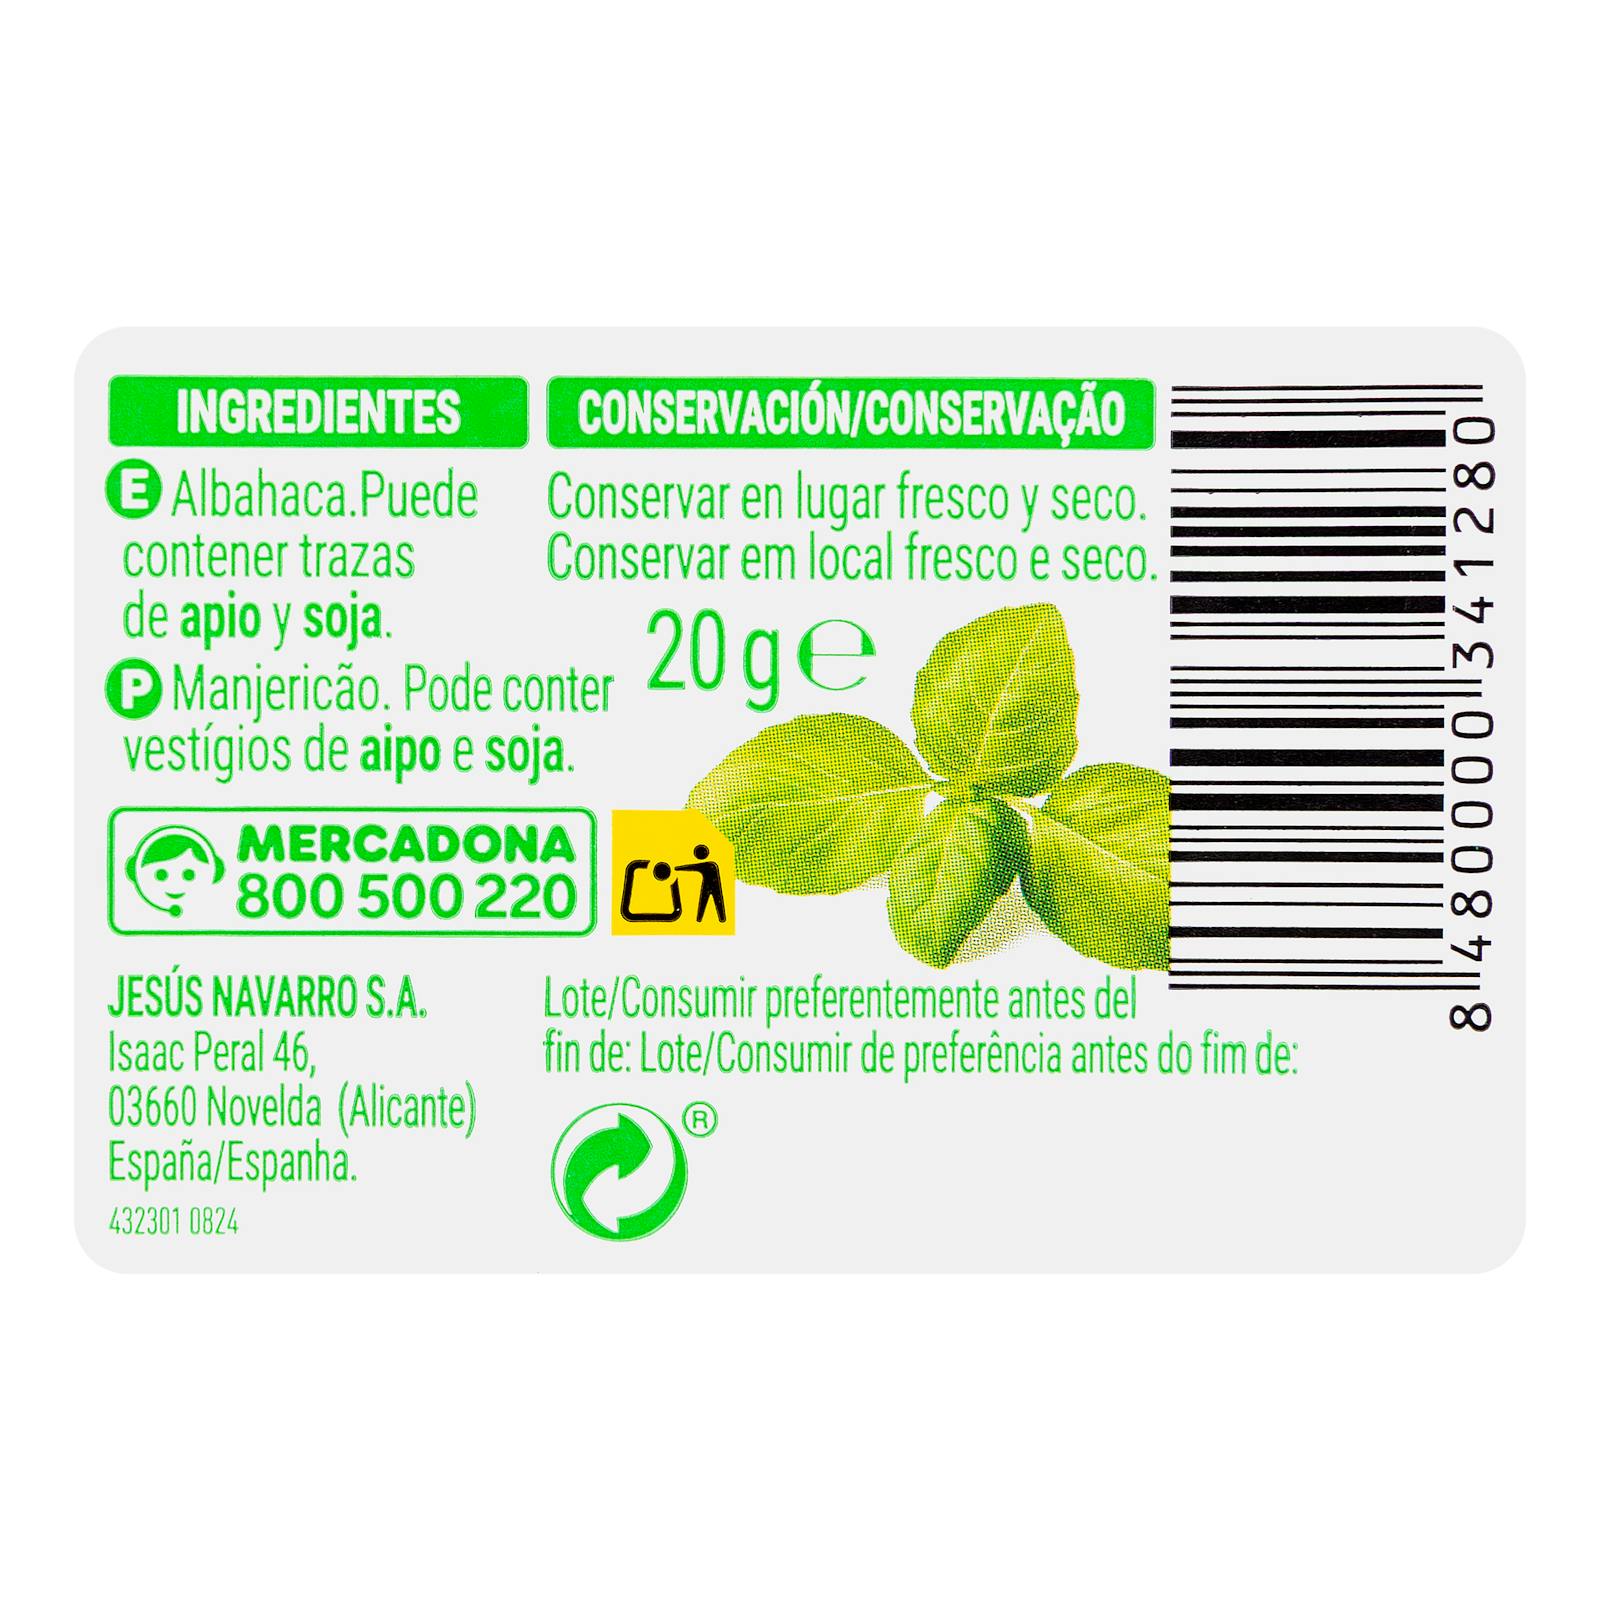 INGREDIENTES
E Albahaca.Puede
contener trazas
de apio y soja.
P Manjericão. Pode conter
vestígios de aipo e soja.
MERCADONA
800 500 220
JESÚS NAVARRO S.A.
Isaac Peral 46,
03660 Novelda (Alicante)
España/Espanha.
432301 0824
CONSERVACIÓN/CONSERVAÇÃO
Conservar en lugar fresco y seco.
Conservar em local fresco e seco.
20 g e
Lote/Consumir preferentemente antes del
fin de: Lote/Consumir de preferência antes do fim de:
®
8 480000 341280